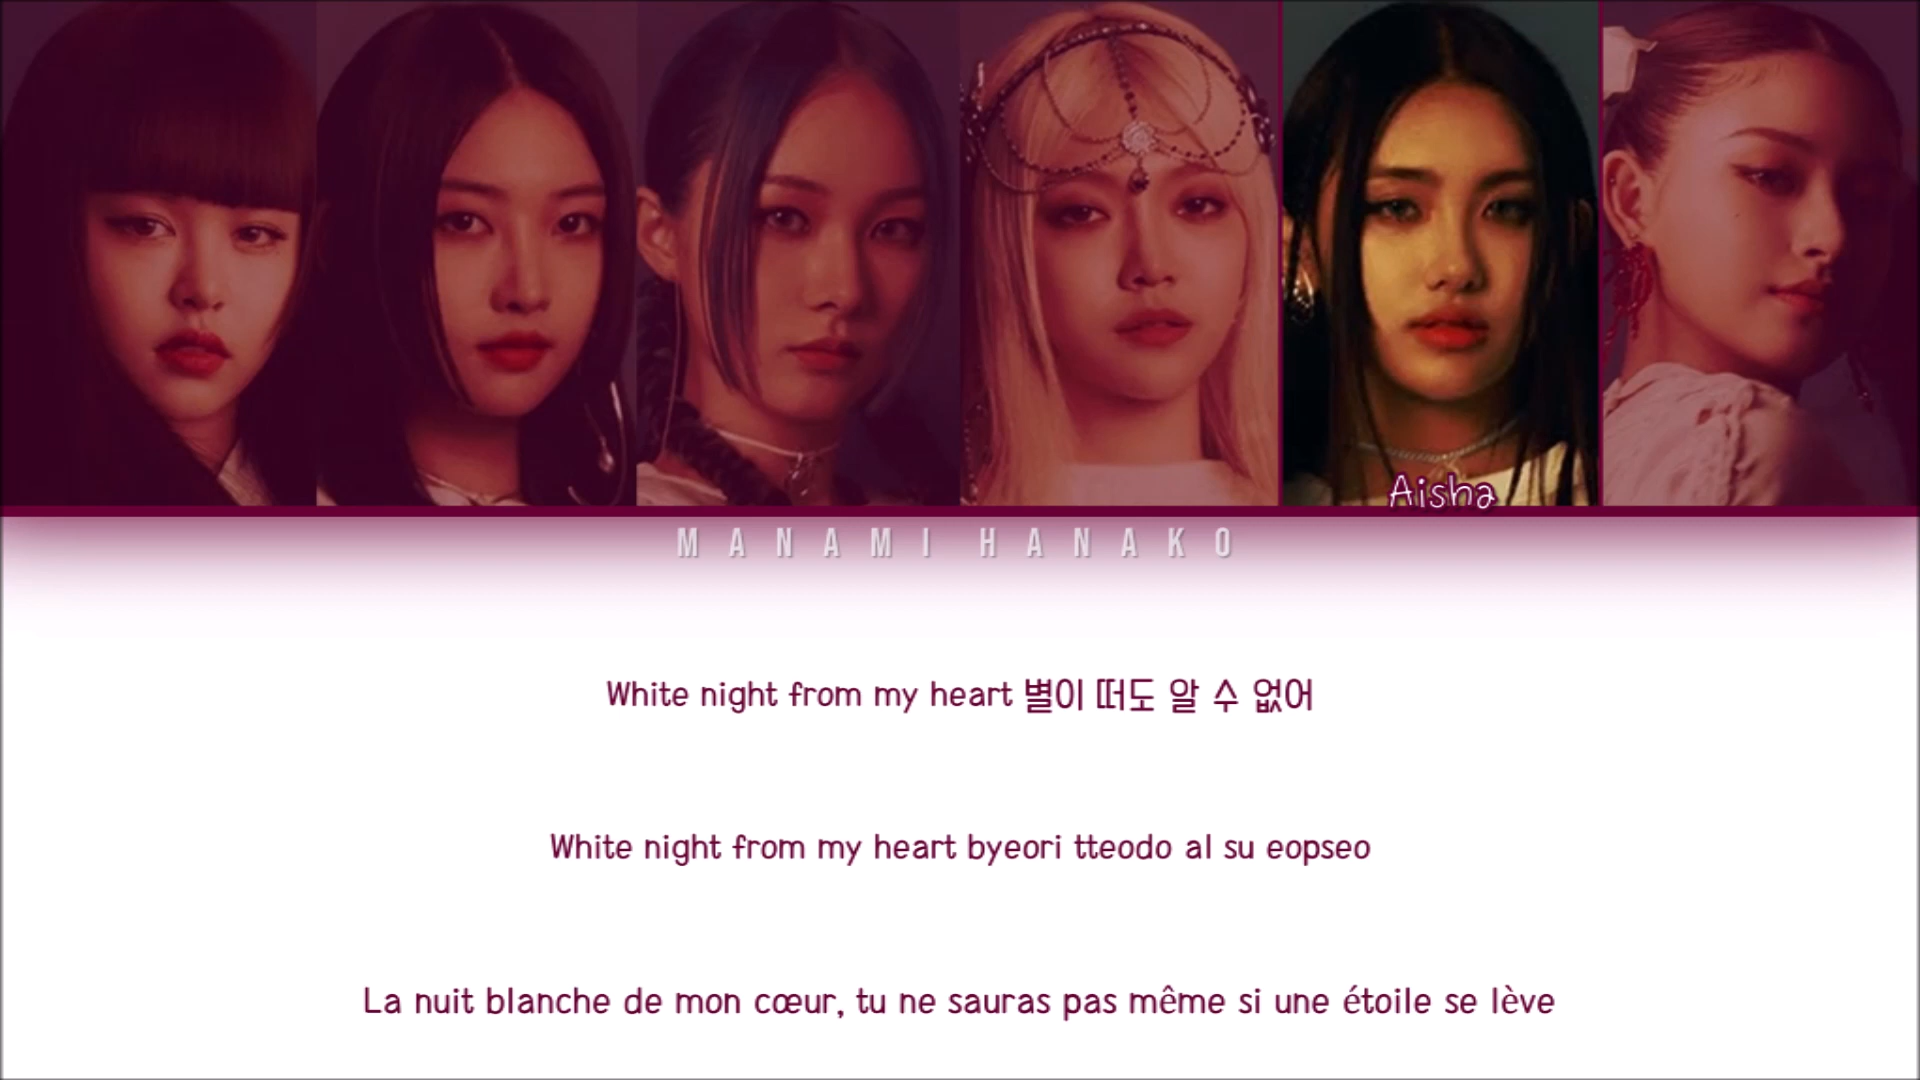 Aisha
MANAMI HANAKO
White night from my heart 별이 떠도 알 수 없어
White night from my heart byeori tteodo al su eopseo
La nuit blanche de mon cœur, tu ne sauras pas même si une étoile se lève